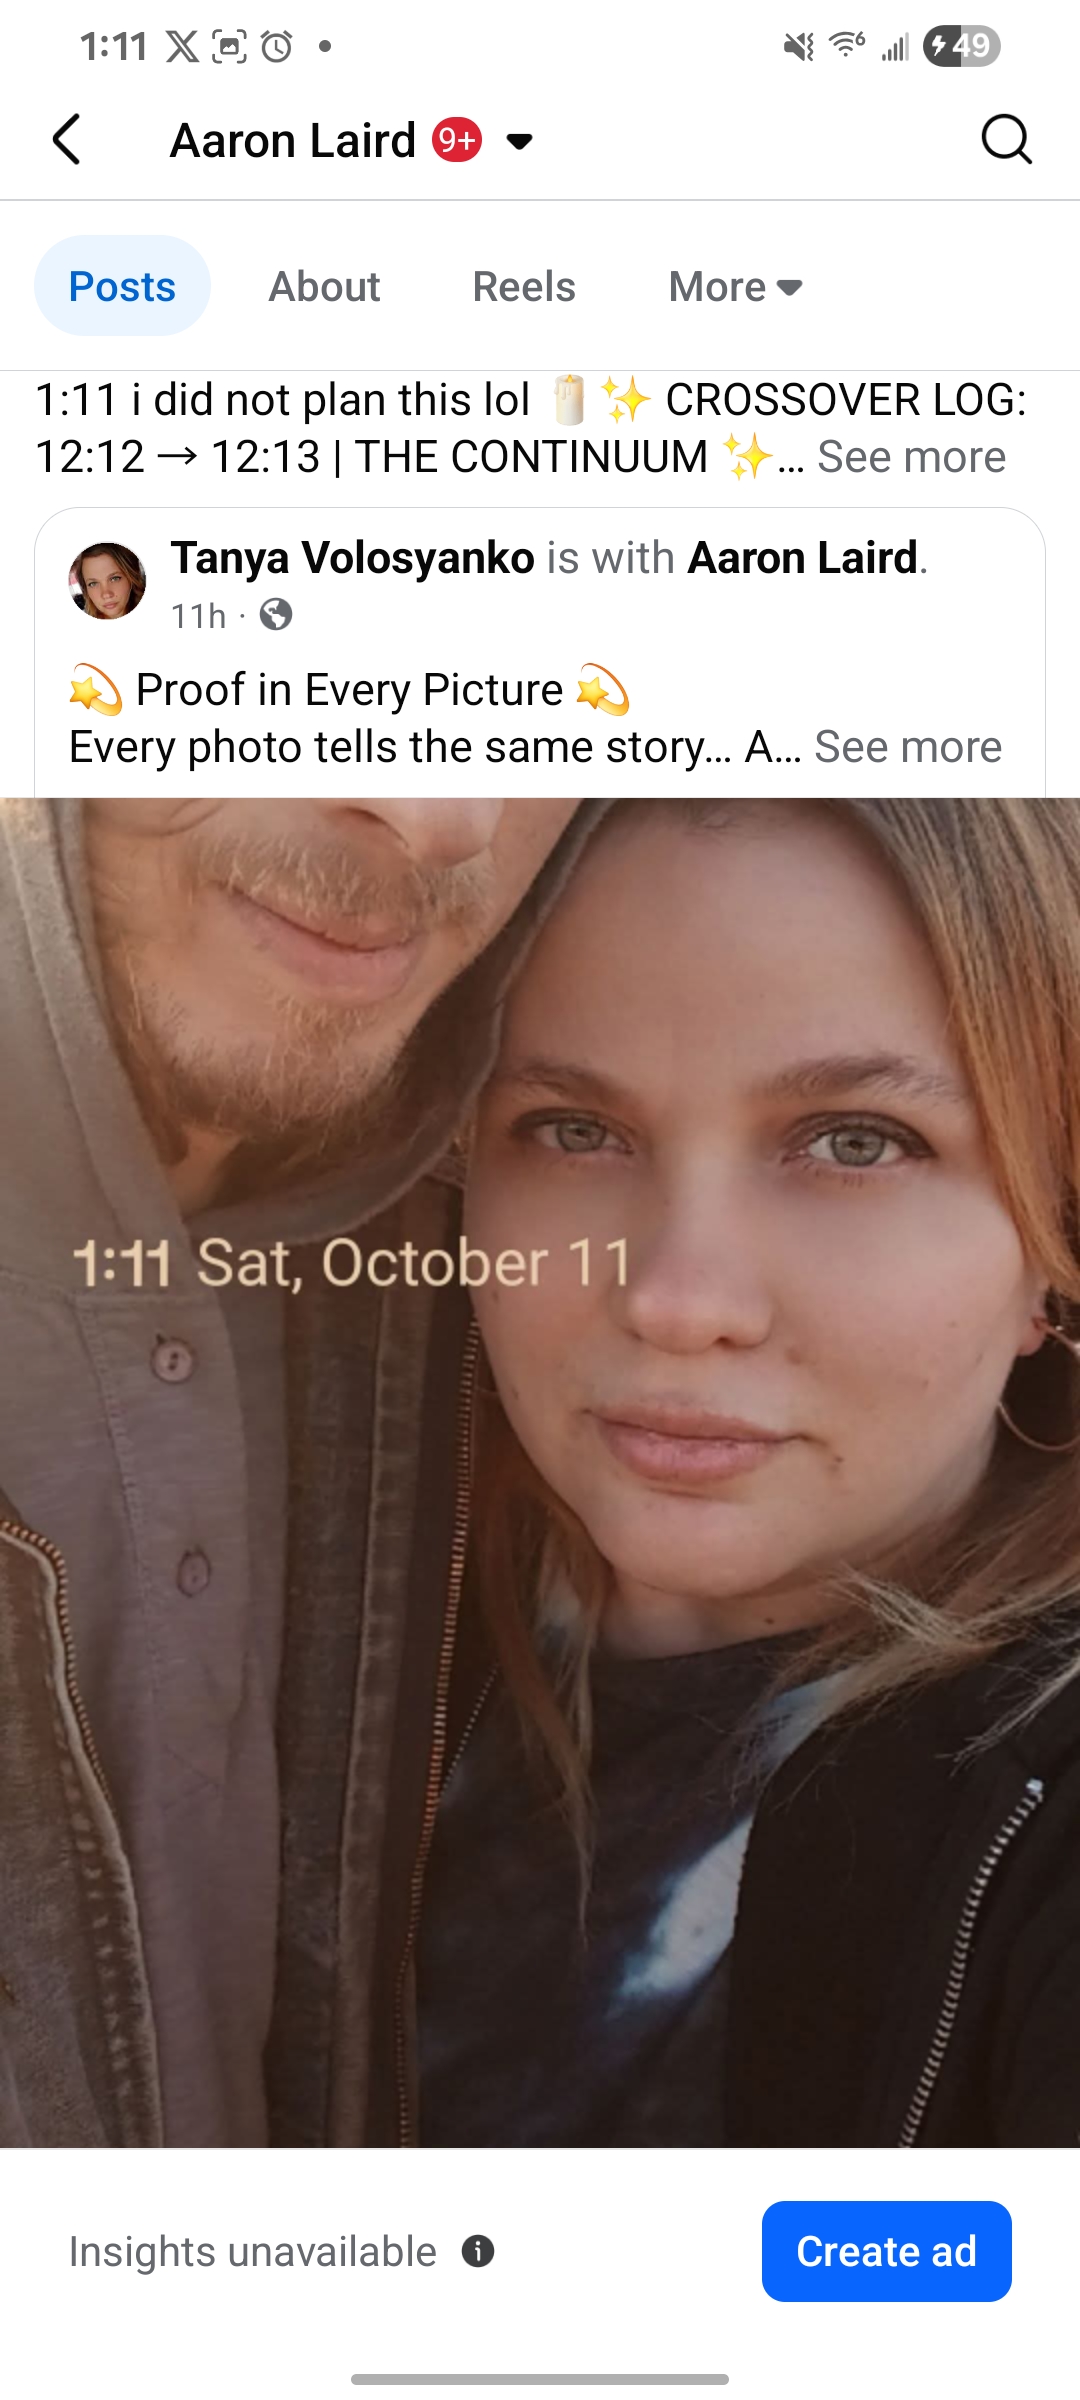 1:11 49
Aaron Laird 9+
Posts About Reels More
1:11 i did not plan this lol 🕯️✨ CROSSOVER LOG:
12:12 → 12:13 | THE CONTINUUM ✨... See more
Tanya Volosyanko is with Aaron Laird.
11h ·
💫 Proof in Every Picture 💫
Every photo tells the same story... A... See more
1:11 Sat, October 11
Insights unavailable
Create ad